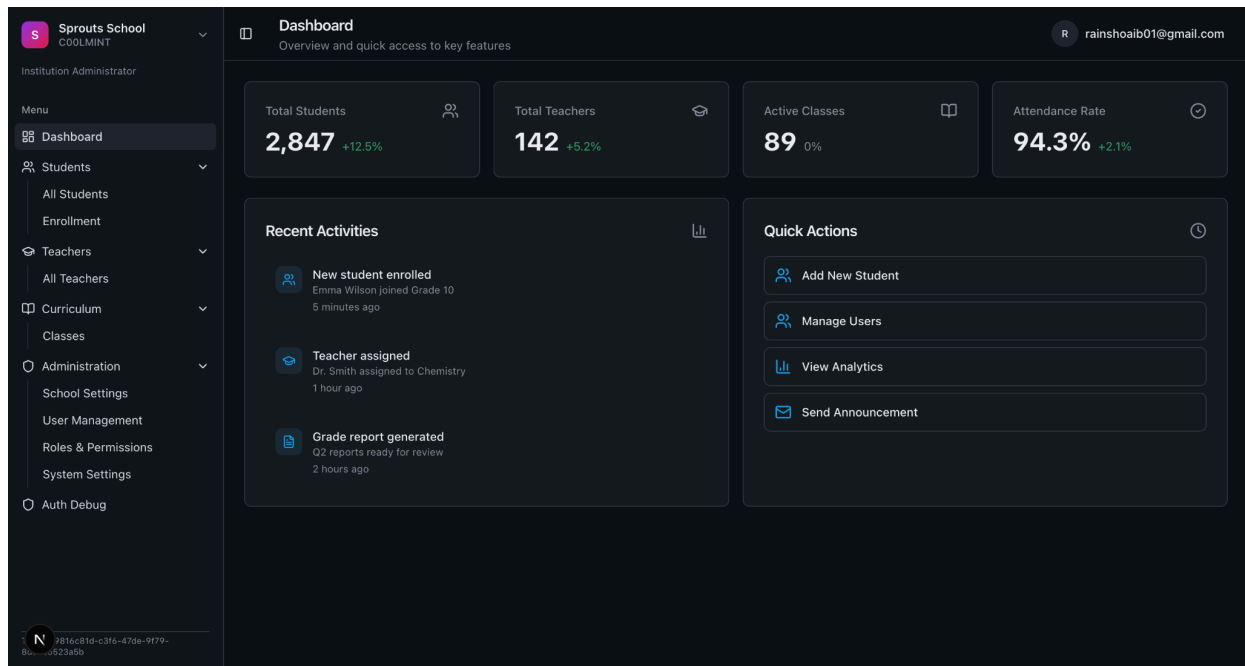 S
Sprouts School
C00LMINT
Institution Administrator
Menu
Dashboard
Students
All Students
Enrollment
Teachers
All Teachers
Curriculum
Classes
Administration
School Settings
User Management
Roles & Permissions
System Settings
Auth Debug
N
9816c81d-c3f6-47de-9f79-
523a5b
Dashboard
Overview and quick access to key features
R
rainshoaib01@gmail.com
Total Students
2,847 +12.5%
Total Teachers
142 +5.2%
Active Classes
89 0%
Attendance Rate
94.3% +2.1%
Recent Activities
New student enrolled
Emma Wilson joined Grade 10
5 minutes ago
Teacher assigned
Dr. Smith assigned to Chemistry
1 hour ago
Grade report generated
Q2 reports ready for review
2 hours ago
Quick Actions
Add New Student
Manage Users
View Analytics
Send Announcement